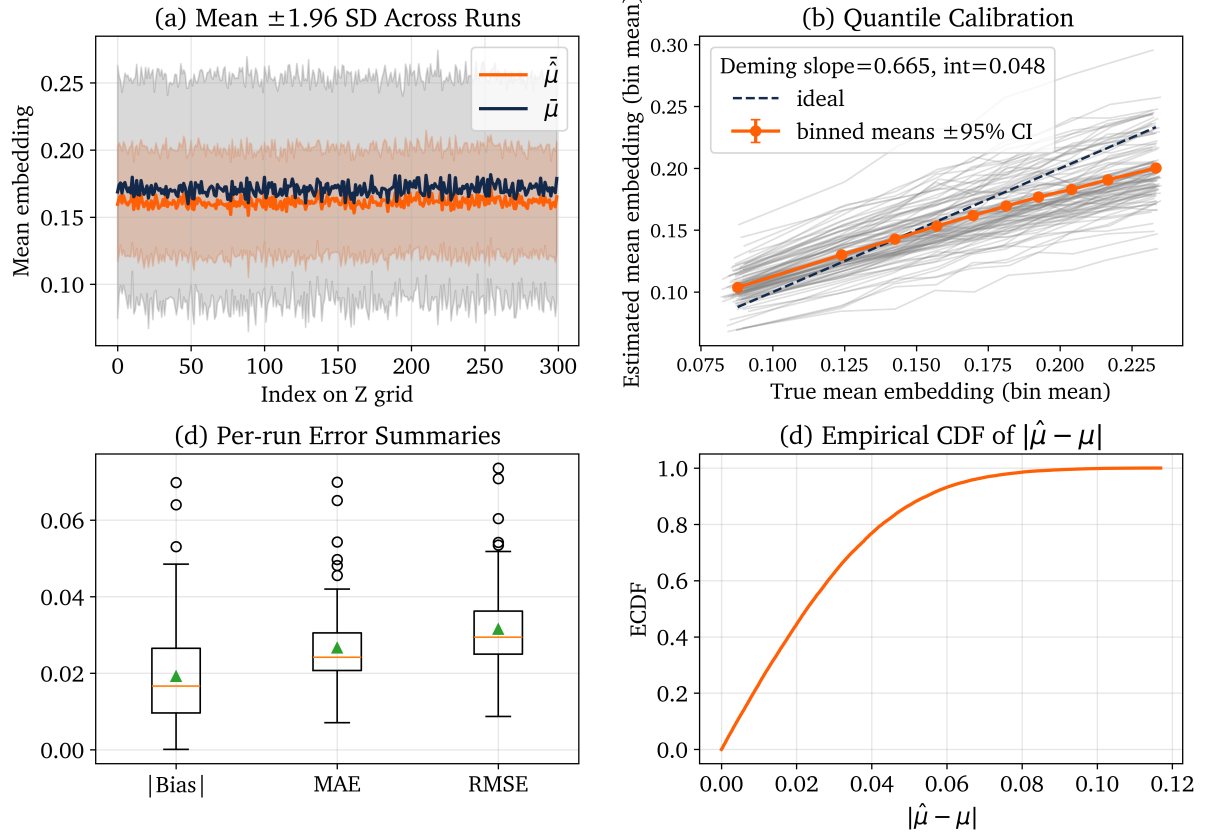 (a) Mean ±1.96 SD Across Runs
Mean embedding
0.25
0.20
0.15
0.10
$\bar{\hat{\mu}}$
$\bar{\mu}$
0
50
100
150
200
250
300
Index on Z grid
(b) Quantile Calibration
Estimated mean embedding (bin mean)
0.30
0.25
0.20
0.15
0.10
Deming slope=0.665, int=0.048
ideal
binned means ±95% CI
0.075
0.100
0.125
0.150
0.175
0.200
0.225
True mean embedding (bin mean)
(d) Per-run Error Summaries
0.06
0.04
0.02
0.00
|Bias|
MAE
RMSE
(d) Empirical CDF of |μ̂ − μ|
ECDF
1.0
0.8
0.6
0.4
0.2
0.0
0.00
0.02
0.04
0.06
0.08
0.10
0.12
|μ̂ − μ|